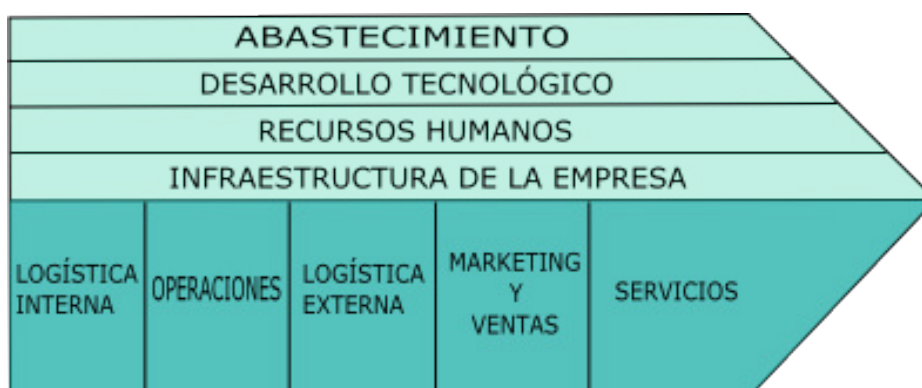 ABASTECIMIENTO
DESARROLLO TECNOLÓGICO
RECURSOS HUMANOS
INFRAESTRUCTURA DE LA EMPRESA
LOGÍSTICA
INTERNA
OPERACIONES
LOGÍSTICA
EXTERNA
MARKETING
Y
VENTAS
SERVICIOS